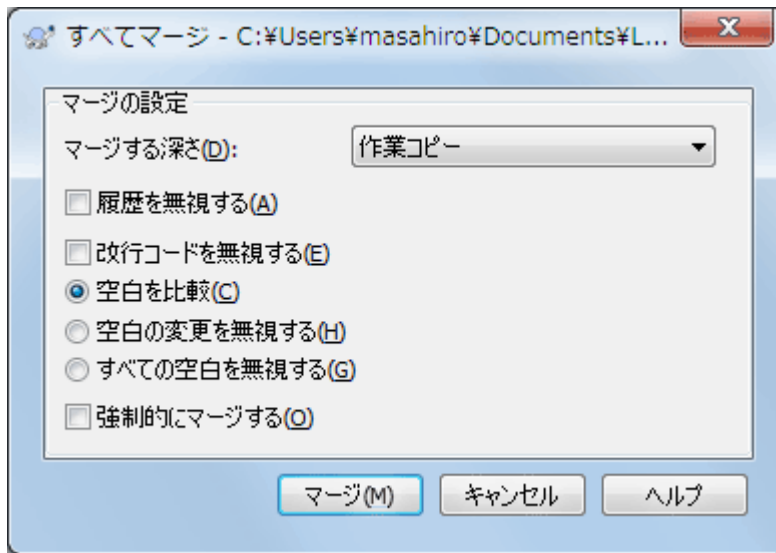 すべてマージ - C:¥Users¥masahiro¥Documents¥L...
マージの設定
マージする深さ(D): 作業コピー
履歴を無視する(A)
改行コードを無視する(E)
空白を比較(C)
空白の変更を無視する(H)
すべての空白を無視する(G)
強制的にマージする(O)
マージ(M) キャンセル ヘルプ